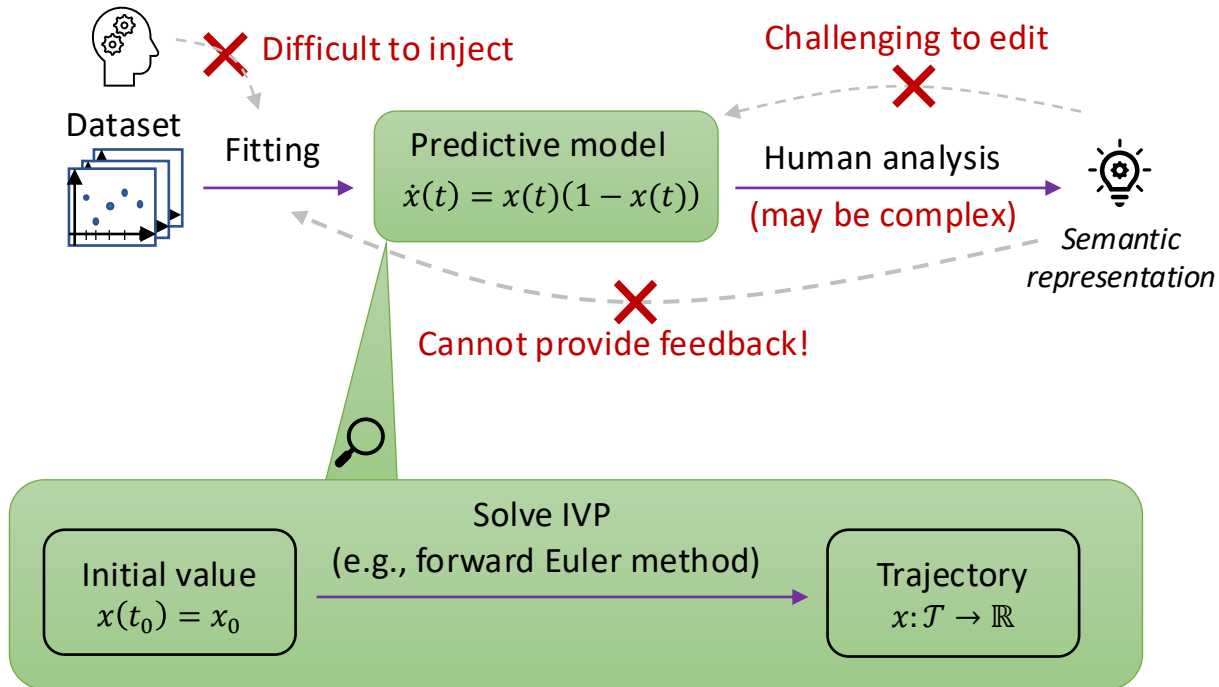 Difficult to inject
Challenging to edit
Dataset
Fitting
Predictive model
ẋ(t) = x(t)(1 − x(t))
Human analysis
(may be complex)
Semantic
representation
Cannot provide feedback!
Solve IVP
(e.g., forward Euler method)
Initial value
x(t₀) = x₀
Trajectory
x: 𝒯 → ℝ